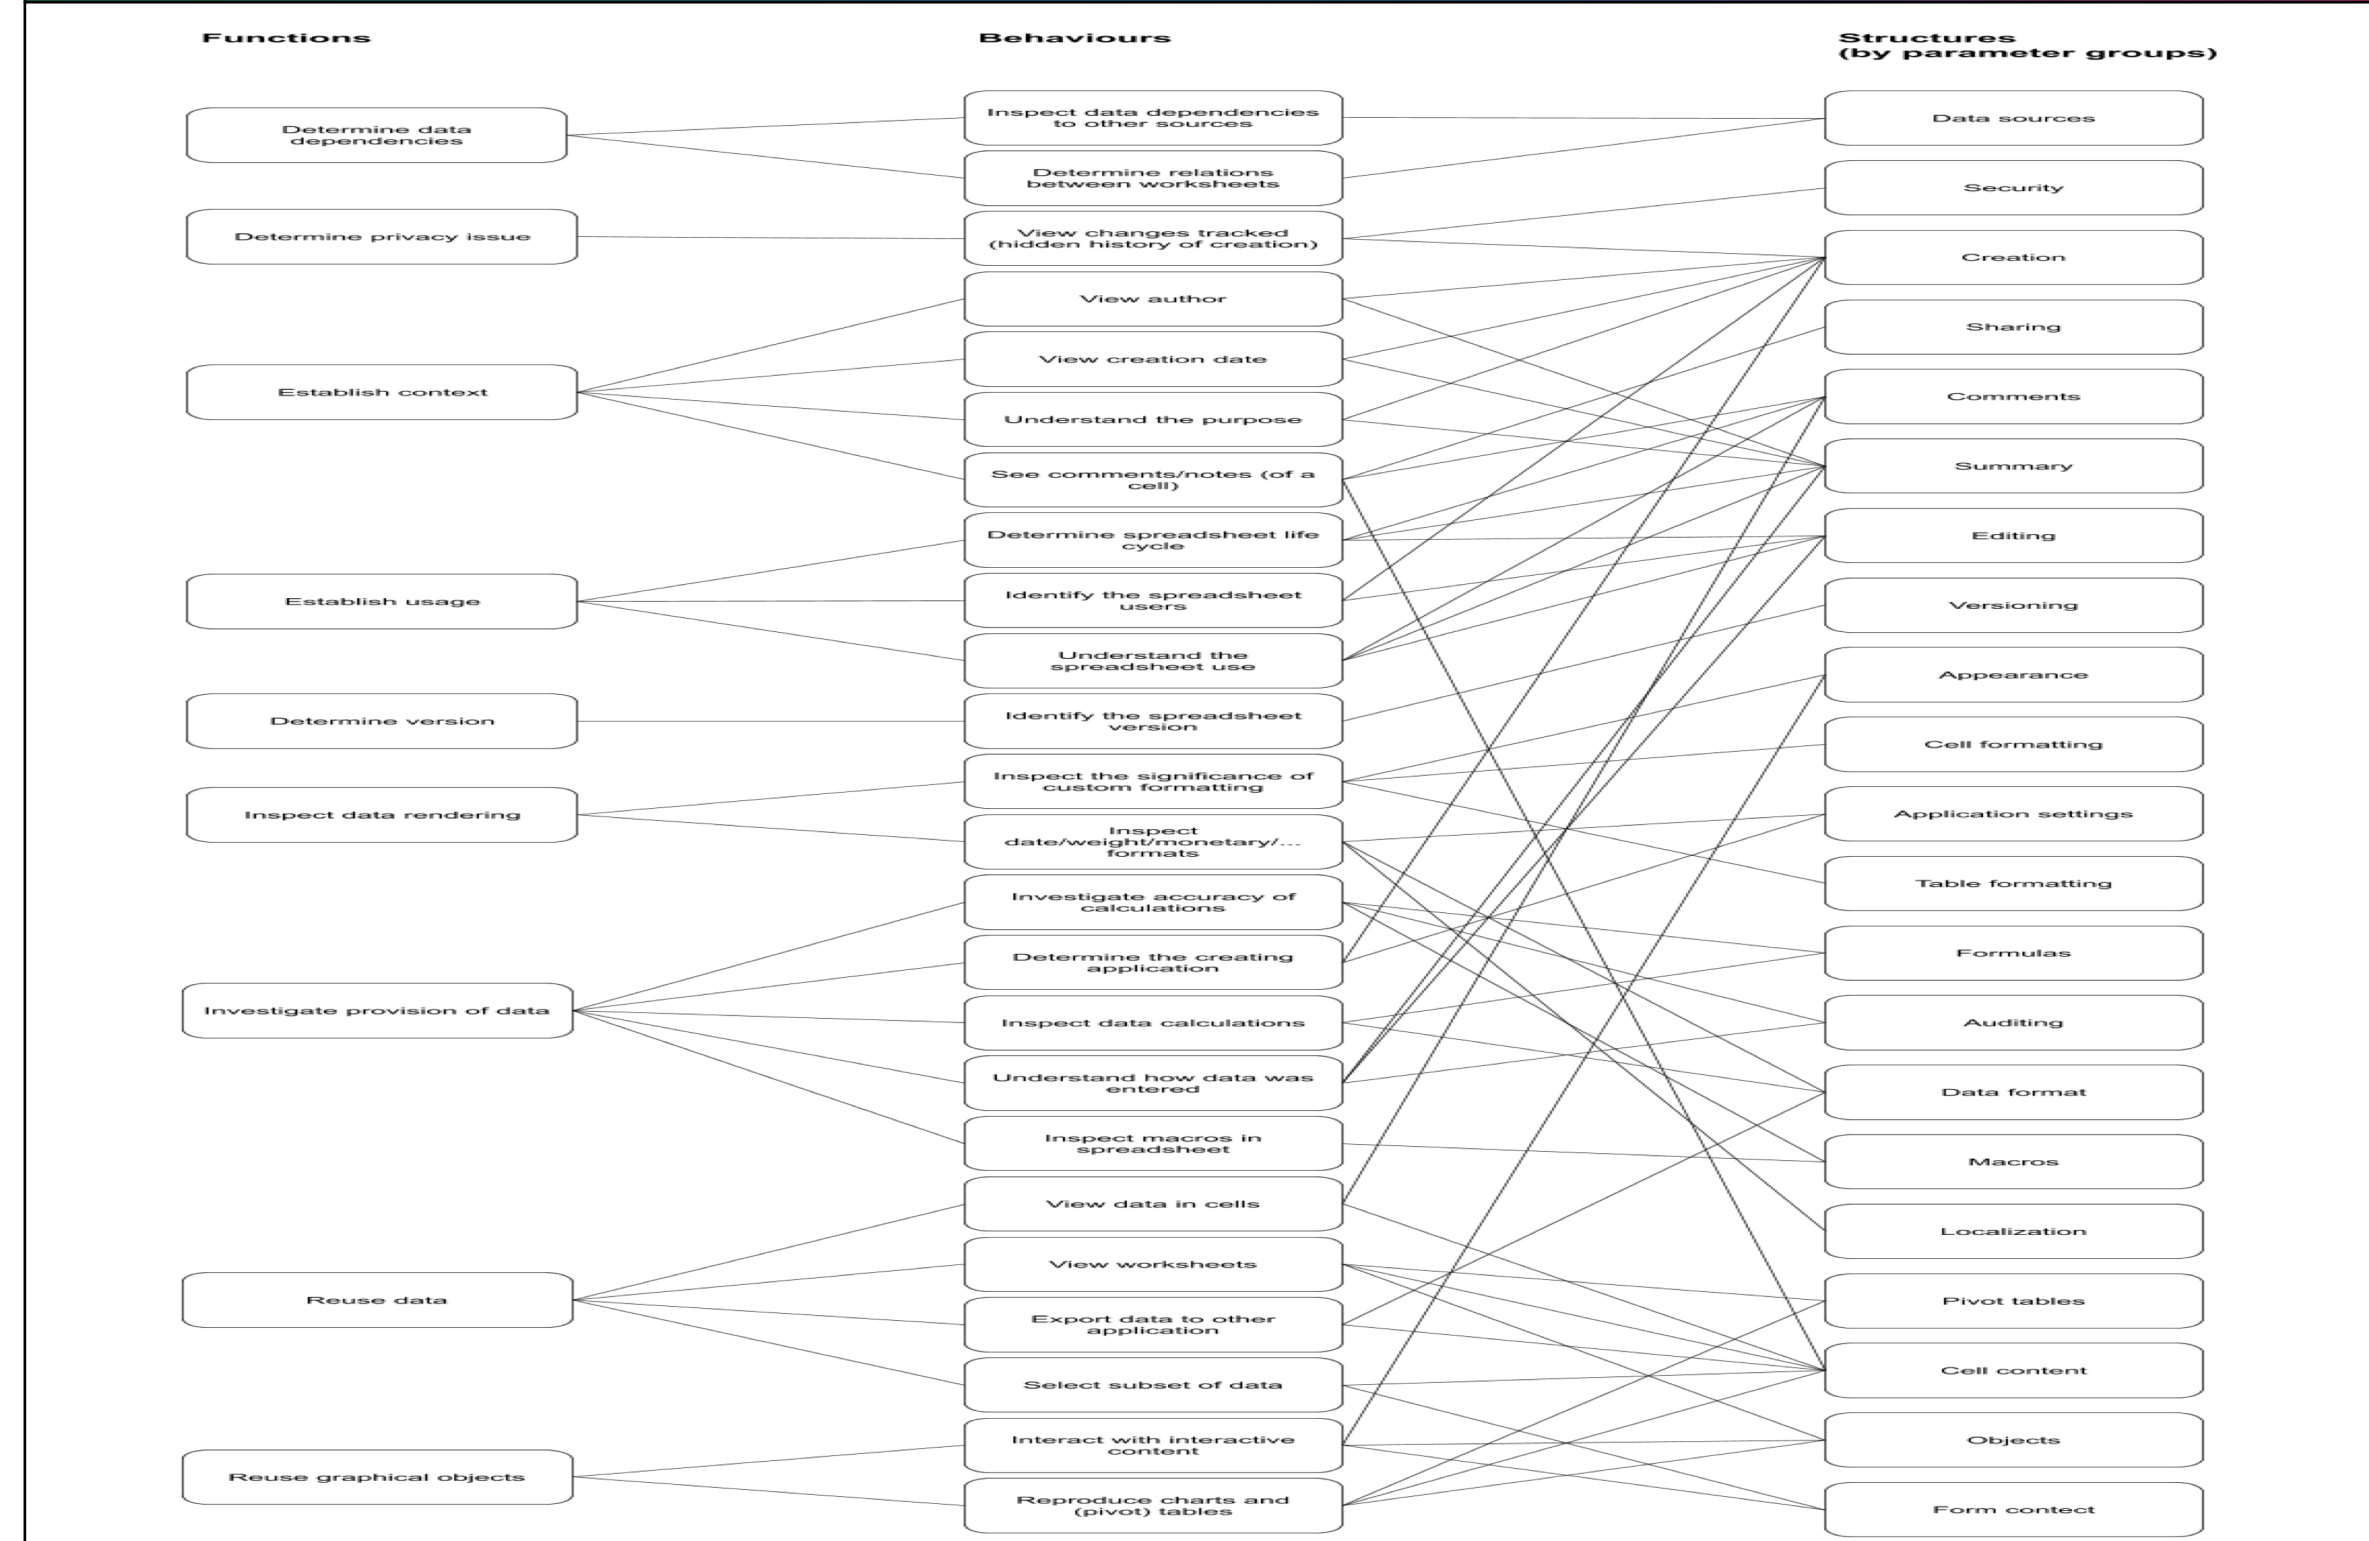 Functions
Behaviours
Structures
(by parameter groups)
Determine data
dependencies
Determine privacy issue
Establish context
Establish usage
Determine version
Inspect data rendering
Investigate provision of data
Reuse data
Reuse graphical objects
Inspect data dependencies
to other sources
Determine relations
between worksheets
View changes tracked
(hidden history of creation)
View author
View creation date
Understand the purpose
See comments/notes (of a
cell)
Determine spreadsheet life
cycle
Identify the spreadsheet
users
Understand the
spreadsheet use
Identify the spreadsheet
version
Inspect the significance of
custom formatting
Inspect
date/weight/monetary/...
formats
Investigate accuracy of
calculations
Determine the creating
application
Inspect data calculations
Understand how data was
entered
Inspect macros in
spreadsheet
View data in cells
View worksheets
Export data to other
application
Select subset of data
Interact with interactive
content
Reproduce charts and
(pivot) tables
Data sources
Security
Creation
Sharing
Comments
Summary
Editing
Versioning
Appearance
Cell formatting
Application settings
Table formatting
Formulas
Auditing
Data format
Macros
Localization
Pivot tables
Cell content
Objects
Form contect